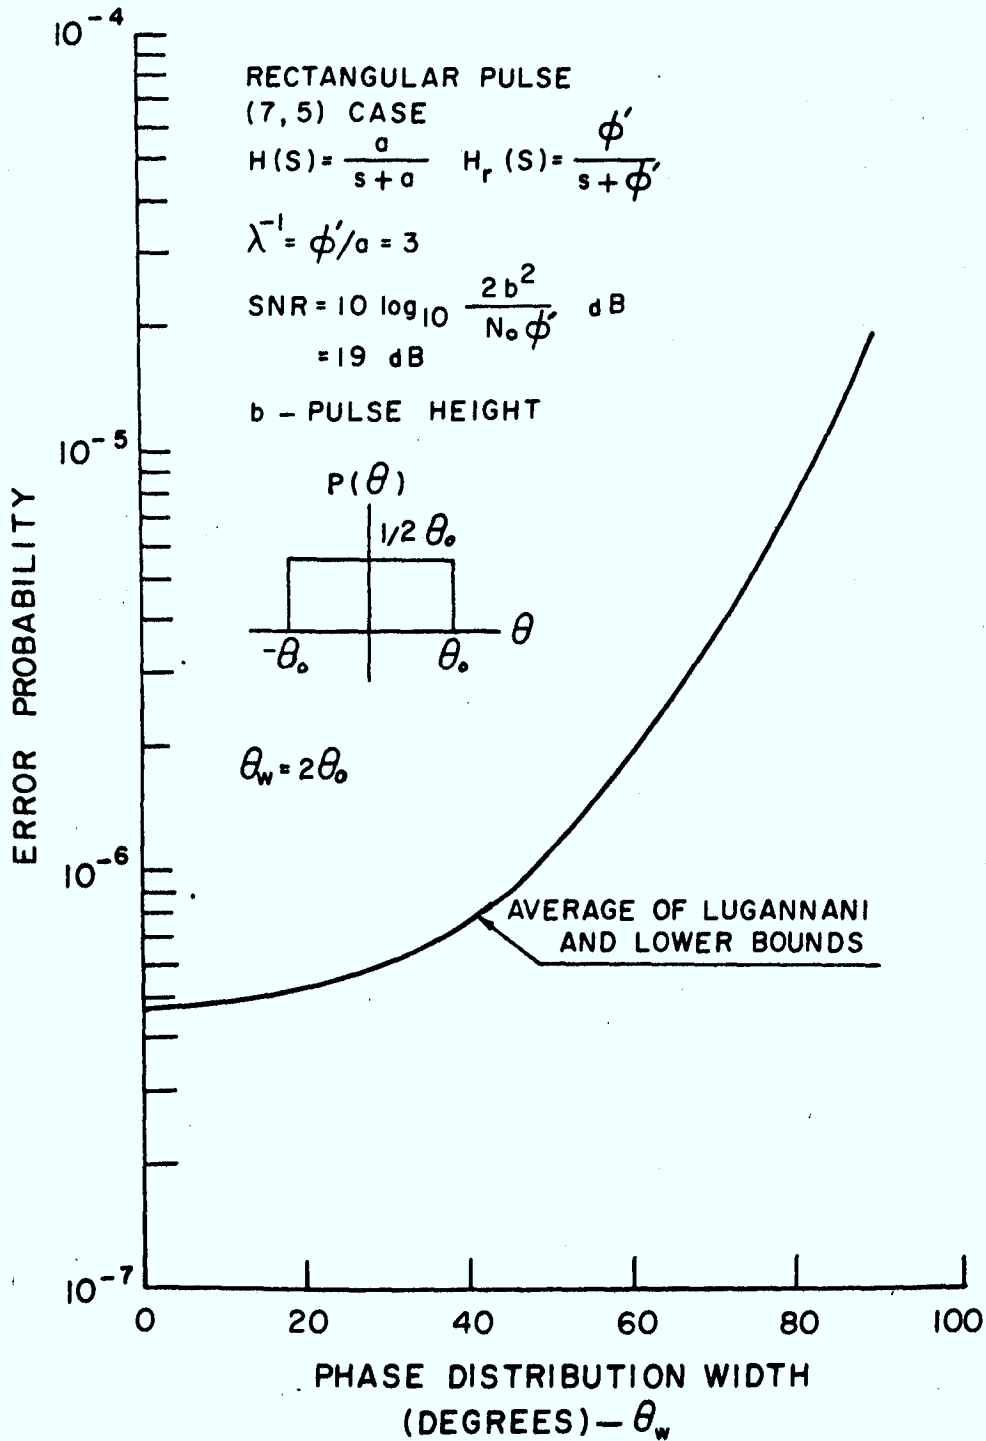 10⁻⁴
RECTANGULAR PULSE
(7,5) CASE
H(S) = a / s + a   H_r (S) = ϕ' / s + ϕ'
λ⁻¹ = ϕ'/a = 3
SNR = 10 log₁₀ 2b² / N₀ϕ' dB
= 19 dB
b – PULSE HEIGHT
10⁻⁵
P(θ)
1/2 θ₀
θ
-θ₀
θ₀
θ_w = 2θ₀
ERROR PROBABILITY
10⁻⁶
AVERAGE OF LUGANNANI
AND LOWER BOUNDS
10⁻⁷
0 20 40 60 80 100
PHASE DISTRIBUTION WIDTH
(DEGREES) – θ_w